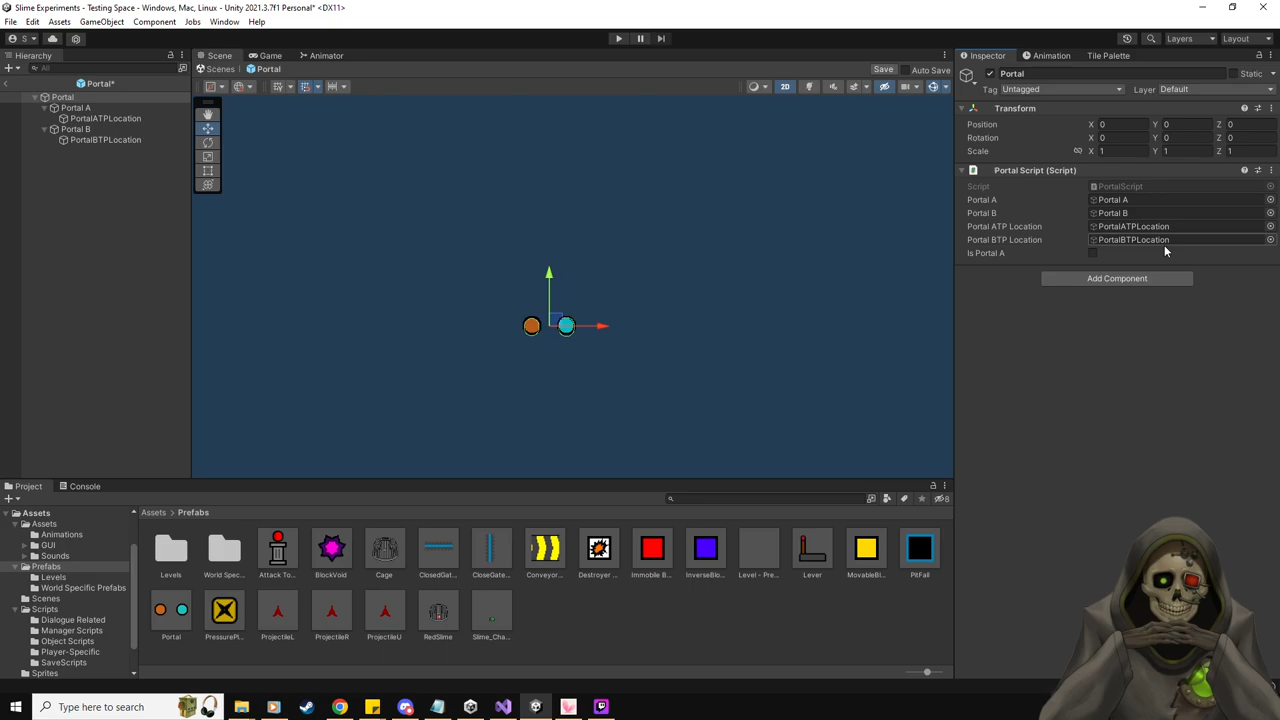 Slime Experiments - Testing Space - Windows, Mac, Linux - Unity 2021.3.7f1 Personal* <DX11>
File Edit Assets GameObject Component Jobs Window Help
S Layers Layout
Hierarchy Scene Game Animator Inspector Animation Tile Palette
All Scenes Portal Save Auto Save
Portal*
Portal
Portal A
PortalATPLocation
Portal B
PortalBTPLocation
2D
Portal Static
Tag Untagged Layer Default
Transform
Position X 0 Y 0 Z 0
Rotation X 0 Y 0 Z 0
Scale X 1 Y 1 Z 1
Portal Script (Script)
Script PortalScript
Portal A Portal A
Portal B Portal B
Portal ATP Location PortalATPLocation
Portal BTP Location PortalBTPLocation
Is Portal A
Add Component
Project Console
8
Assets
Assets
Animations
GUI
Sounds
Prefabs
Levels
World Specific Prefabs
Scenes
Scripts
Dialogue Related
Manager Scripts
Object Scripts
Player-Specific
SaveScripts
Sprites
Assets Prefabs
Levels World Spec... Attack To... BlockVoid Cage ClosedGat... CloseGate... Conveyor... Destroyer ... Immobile B... InverseBlo... Level - Pre... Lever MovableBl... PitFall
Portal PressurePl... ProjectileL ProjectileR ProjectileU RedSlime Slime_Cha...
Type here to search